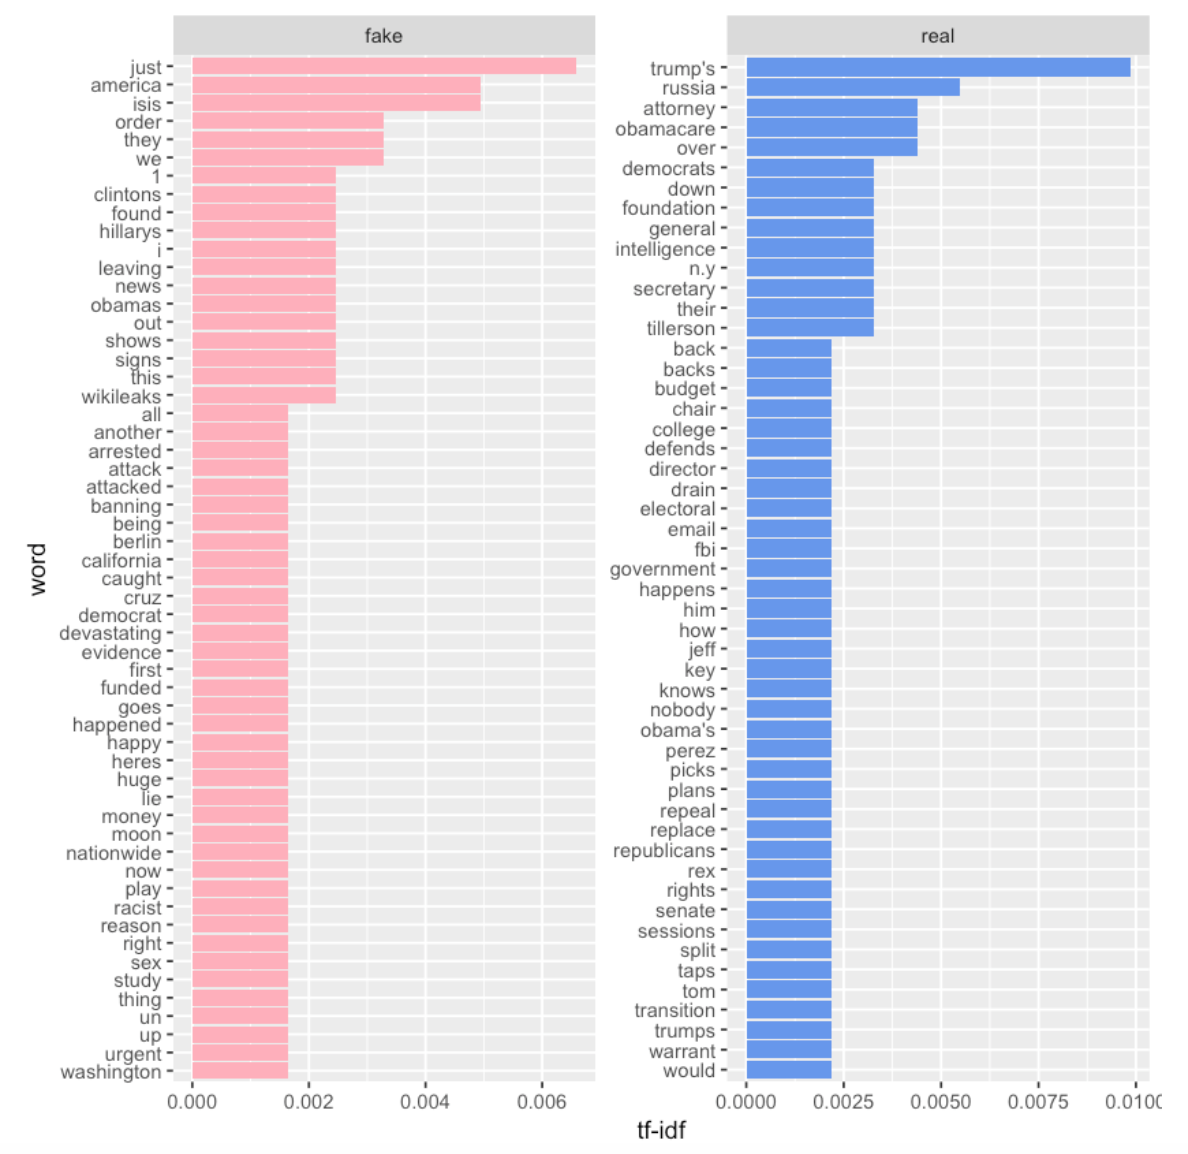 fake
just
america
isis
order
they
we
1
clintons
found
hillarys
i
leaving
news
obamas
out
shows
signs
this
wikileaks
all
another
arrested
attack
attacked
banning
being
berlin
california
caught
cruz
democrat
devastating
evidence
first
funded
goes
happened
happy
heres
huge
lie
money
moon
nationwide
now
play
racist
reason
right
sex
study
thing
un
up
urgent
washington
0.000 0.002 0.004 0.006
real
trump's
russia
attorney
obamacare
over
democrats
down
foundation
general
intelligence
n.y
secretary
their
tillerson
back
backs
budget
chair
college
defends
director
drain
electoral
email
fbi
government
happens
him
how
jeff
key
knows
nobody
obama's
perez
picks
plans
repeal
replace
republicans
rex
rights
senate
sessions
split
taps
tom
transition
trumps
warrant
would
0.0000 0.0025 0.0050 0.0075 0.010
word
tf-idf